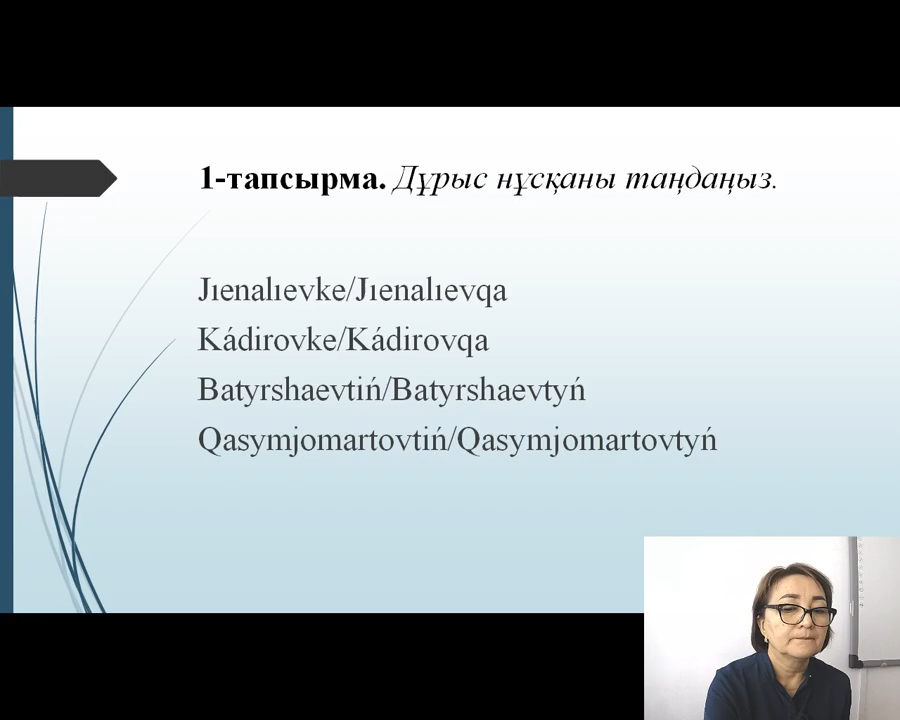 1-тапсырма. Дұрыс нұсқаны таңдаңыз.
Jıenalıevke/Jıenalıevqa
Kádirovke/Kádirovqa
Batyrshaevtiń/Batyrshaevtyń
Qasymjomartovtiń/Qasymjomartovtyń